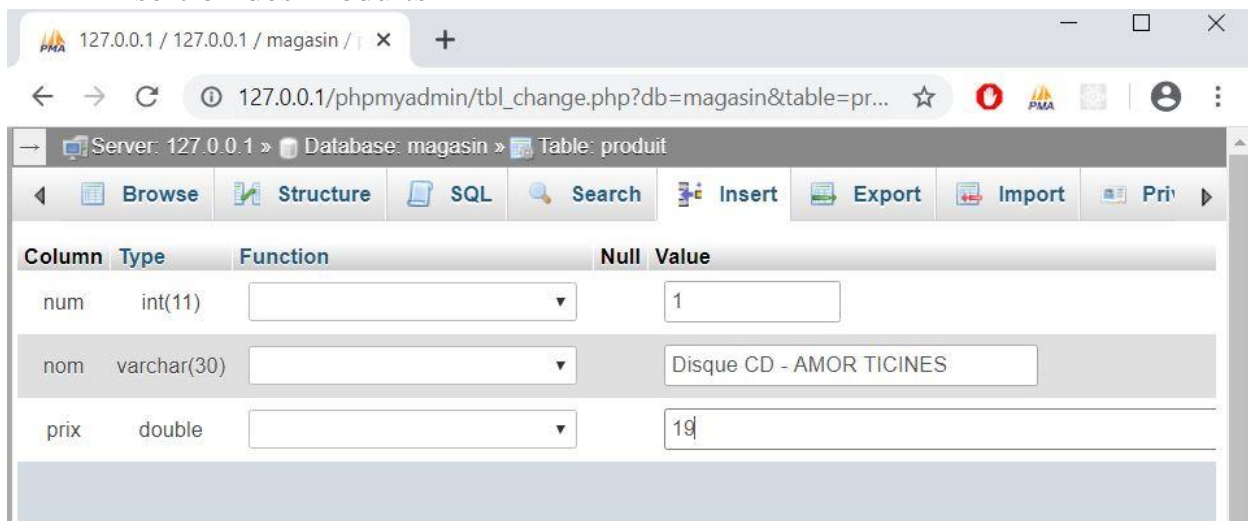 127.0.0.1 / 127.0.0.1 / magasin /
127.0.0.1/phpmyadmin/tbl_change.php?db=magasin&table=pr...
PMA
Server: 127.0.0.1 » Database: magasin » Table: produit
Browse Structure SQL Search Insert Export Import Pri
Column Type Function Null Value
num int(11) 1
nom varchar(30) Disque CD - AMOR TICINES
prix double 19